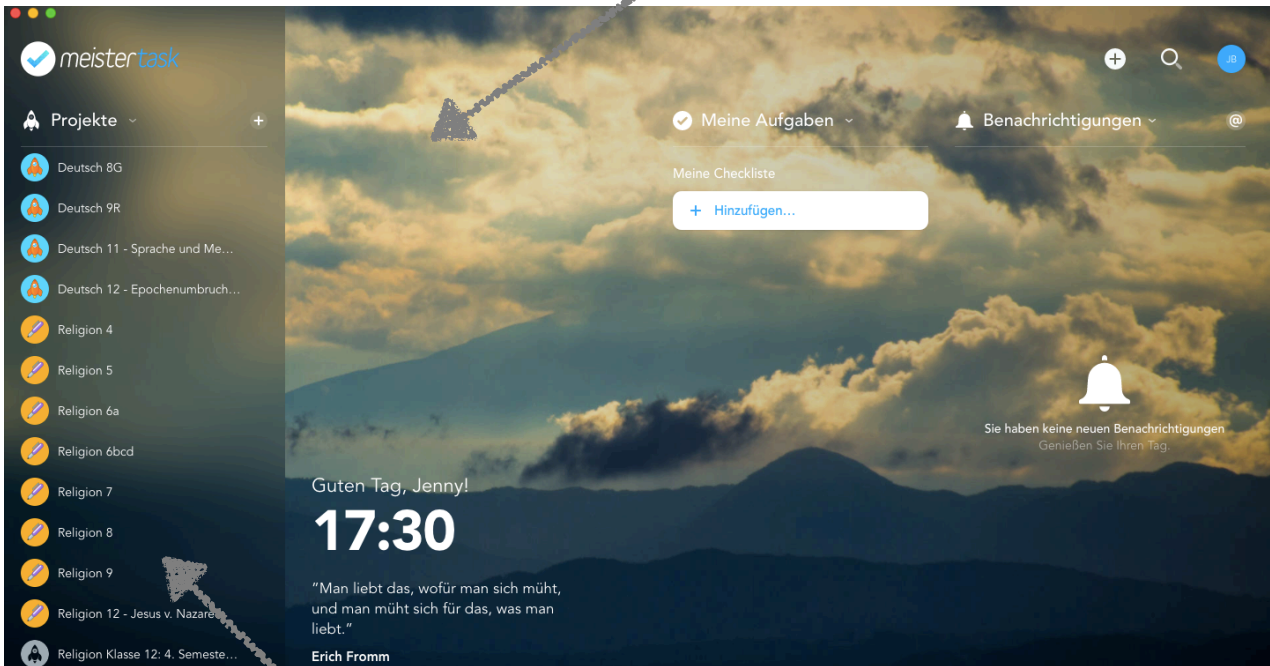 meistertask
JB
Projekte
+
Deutsch 8G
Deutsch 9R
Deutsch 11 - Sprache und Me...
Deutsch 12 - Epochenumbruch...
Religion 4
Religion 5
Religion 6a
Religion 6bcd
Religion 7
Religion 8
Religion 9
Religion 12 - Jesus v. Nazare
Religion Klasse 12: 4. Semeste...
Guten Tag, Jenny!
17:30
“Man liebt das, wofür man sich müht,
und man müht sich für das, was man
liebt.”
Erich Fromm
Meine Aufgaben
Meine Checkliste
+ Hinzufügen...
Benachrichtigungen
@
Sie haben keine neuen Benachrichtigungen
Genießen Sie Ihren Tag.